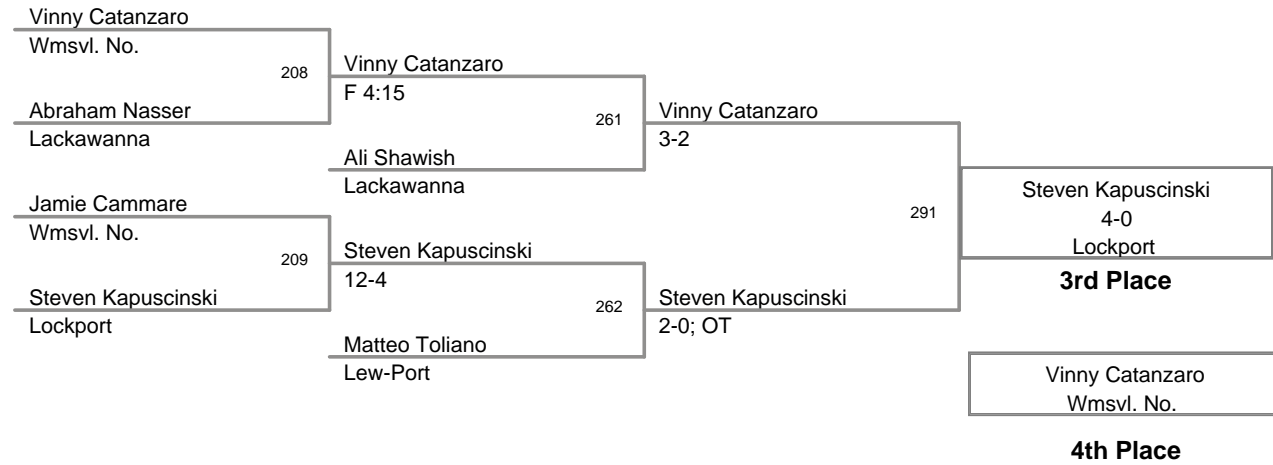 Vinny Catanzaro
Wmsvl. No.
208
Abraham Nasser
Lackawanna
Vinny Catanzaro
F 4:15
261
Ali Shawish
Lackawanna
Vinny Catanzaro
3-2
Jamie Cammare
Wmsvl. No.
209
Steven Kapuscinski
Lockport
Steven Kapuscinski
12-4
262
Matteo Toliano
Lew-Port
Steven Kapuscinski
2-0; OT
291
Steven Kapuscinski
4-0
Lockport
3rd Place
Vinny Catanzaro
Wmsvl. No.
4th Place